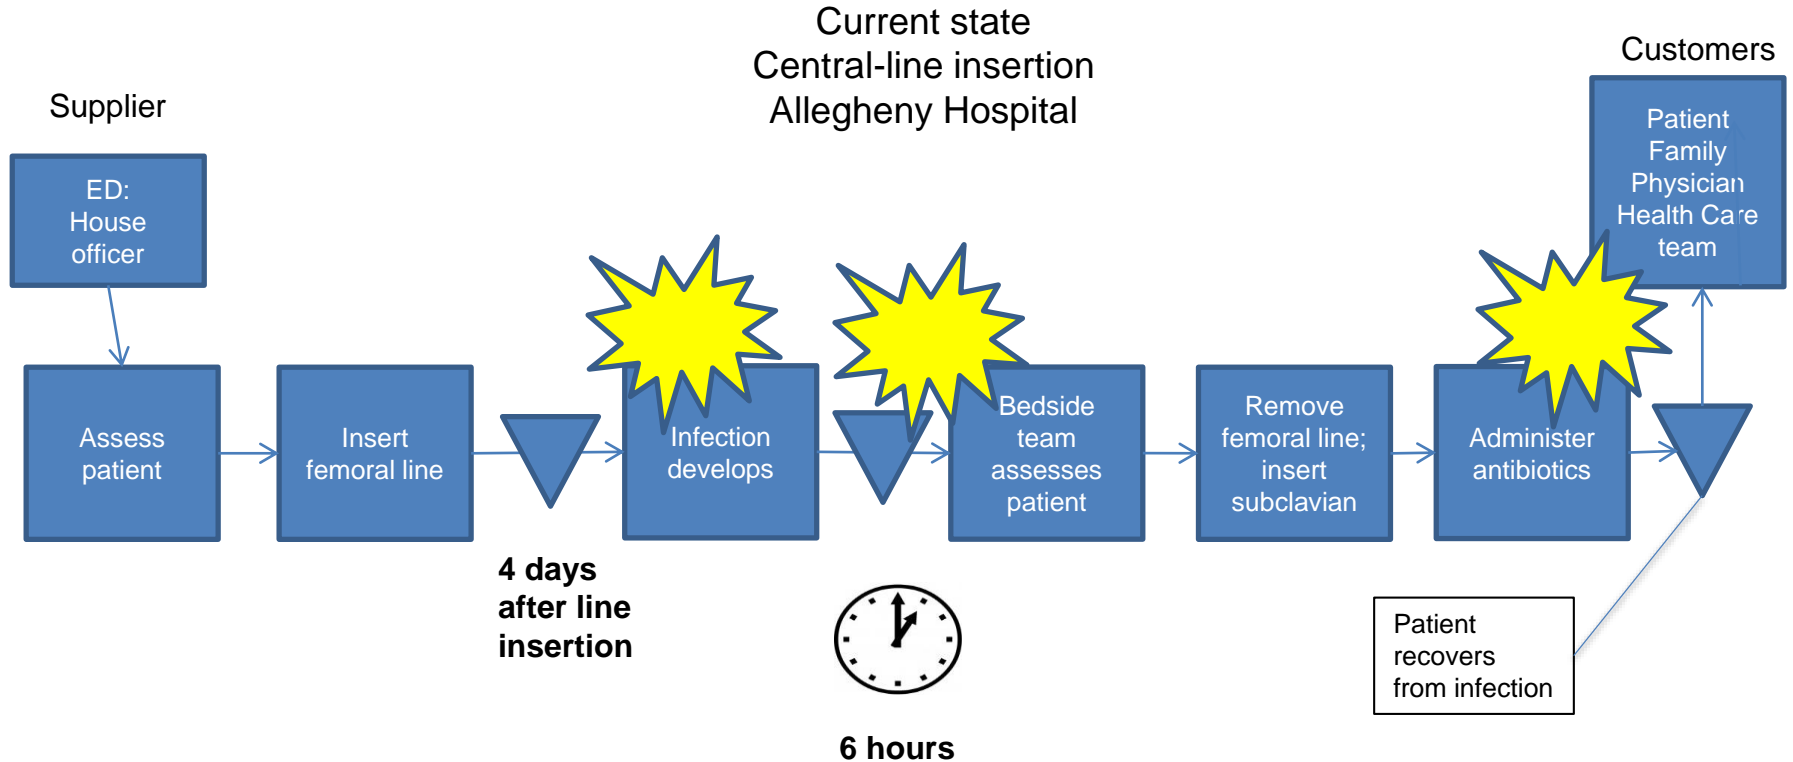 Current state
Central-line insertion
Allegheny Hospital
Supplier
Customers
ED:
House
officer
Patient
Family
Physician
Health Care
team
Assess
patient
Insert
femoral line
Infection
develops
Bedside
team
assesses
patient
Remove
femoral line;
insert
subclavian
Administer
antibiotics
4 days
after line
insertion
6 hours
Patient
recovers
from infection